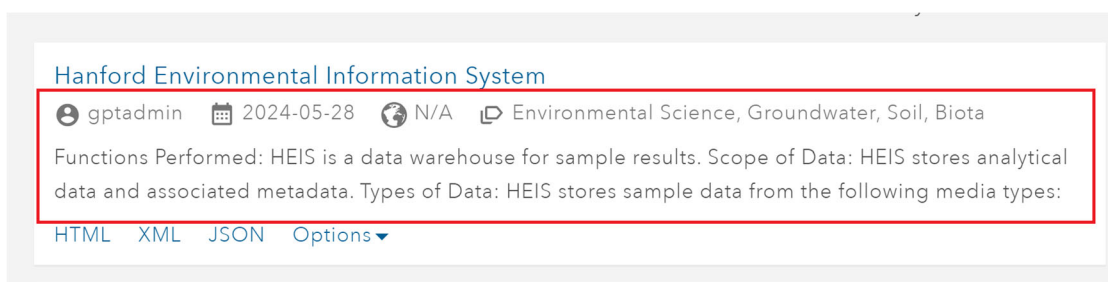 Hanford Environmental Information System
gptadmin 2024-05-28 N/A Environmental Science, Groundwater, Soil, Biota
Functions Performed: HEIS is a data warehouse for sample results. Scope of Data: HEIS stores analytical
data and associated metadata. Types of Data: HEIS stores sample data from the following media types:
HTML XML JSON Options